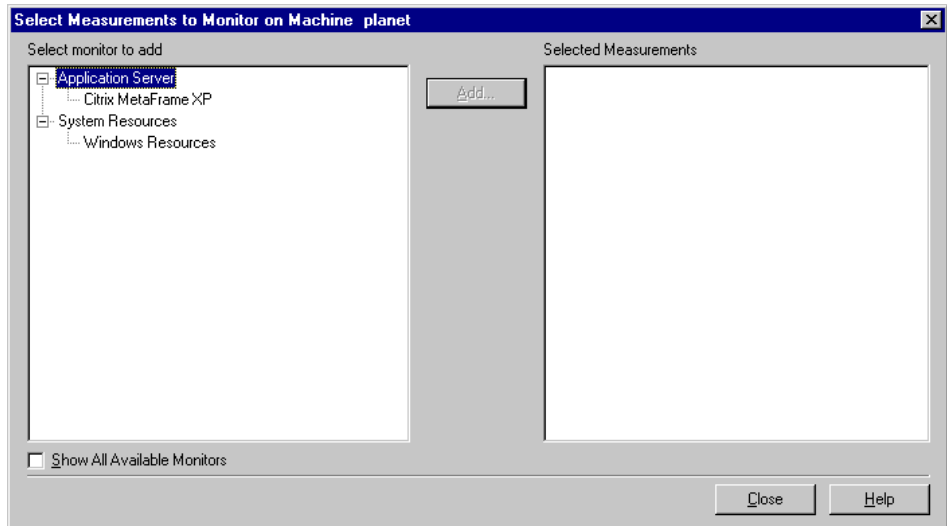 Select Measurements to Monitor on Machine planet
Select monitor to add
Selected Measurements
Application Server
Citrix MetaFrame XP
System Resources
Windows Resources
Add...
Show All Available Monitors
Close
Help